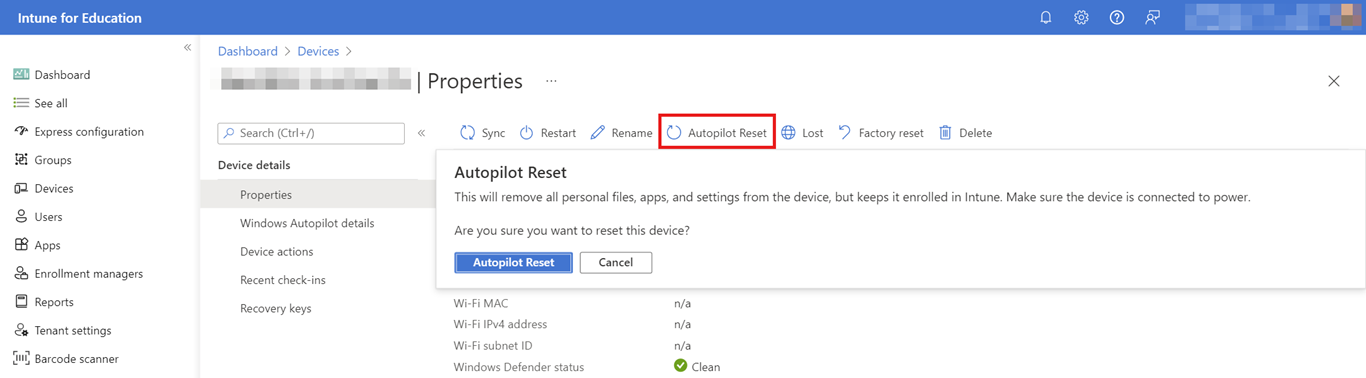 Intune for Education
Dashboard > Devices >
| Properties ...
Dashboard
See all
Express configuration
Groups
Devices
Users
Apps
Enrollment managers
Reports
Tenant settings
Barcode scanner
Search (Ctrl+/)
Device details
Properties
Windows Autopilot details
Device actions
Recent check-ins
Recovery keys
Sync Restart Rename Autopilot Reset Lost Factory reset Delete
Autopilot Reset
This will remove all personal files, apps, and settings from the device, but keeps it enrolled in Intune. Make sure the device is connected to power.
Are you sure you want to reset this device?
Autopilot Reset Cancel
Wi-Fi MAC n/a
Wi-Fi IPv4 address n/a
Wi-Fi subnet ID n/a
Windows Defender status Clean